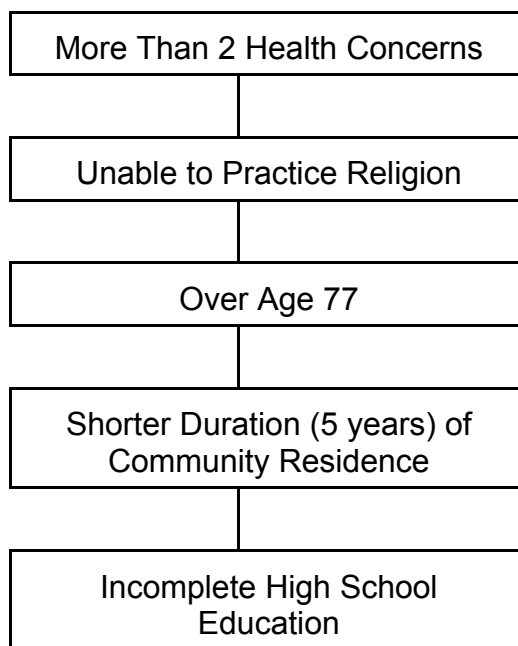 More Than 2 Health Concerns
Unable to Practice Religion
Over Age 77
Shorter Duration (5 years) of
Community Residence
Incomplete High School
Education